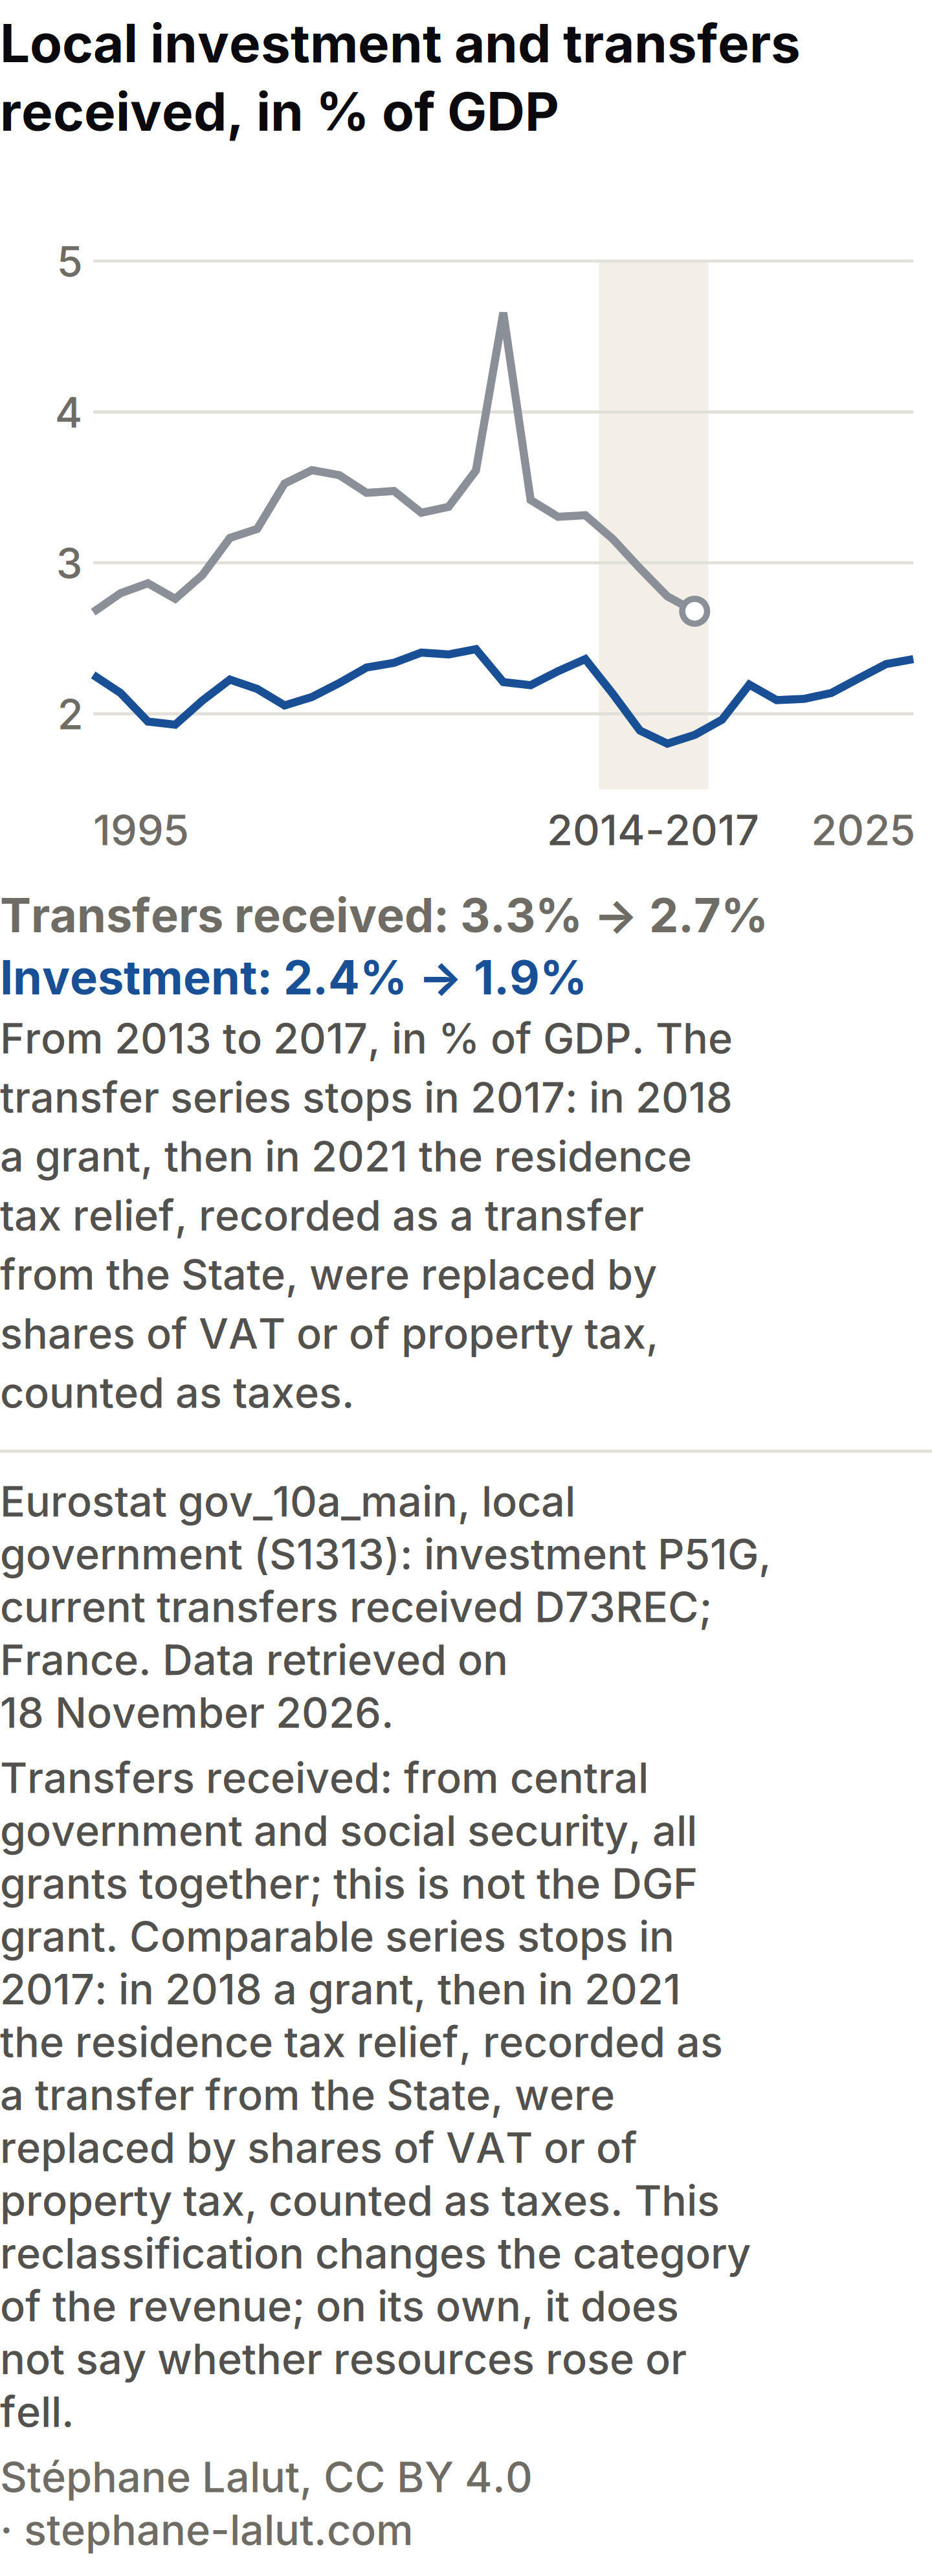 Local investment and transfers
received, in % of GDP
5
4
3
2
1995 2014-2017 2025
Transfers received: 3.3% → 2.7%
Investment: 2.4% → 1.9%
From 2013 to 2017, in % of GDP. The
transfer series stops in 2017: in 2018
a grant, then in 2021 the residence
tax relief, recorded as a transfer
from the State, were replaced by
shares of VAT or of property tax,
counted as taxes.
Eurostat gov_10a_main, local
government (S1313): investment P51G,
current transfers received D73REC;
France. Data retrieved on
18 November 2026.
Transfers received: from central
government and social security, all
grants together; this is not the DGF
grant. Comparable series stops in
2017: in 2018 a grant, then in 2021
the residence tax relief, recorded as
a transfer from the State, were
replaced by shares of VAT or of
property tax, counted as taxes. This
reclassification changes the category
of the revenue; on its own, it does
not say whether resources rose or
fell.
Stéphane Lalut, CC BY 4.0
· stephane-lalut.com